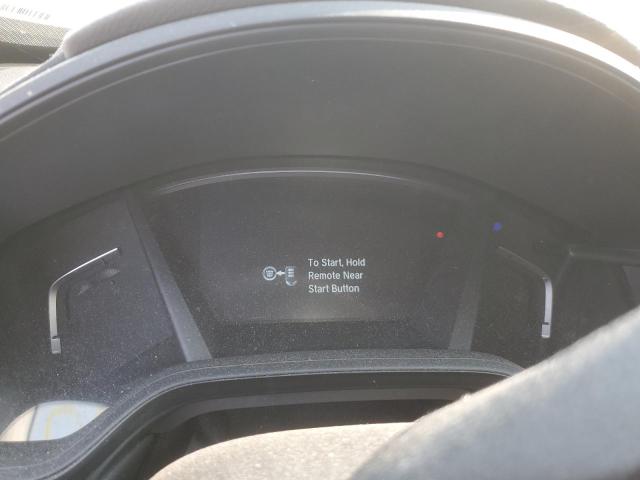 To Start, Hold
Remote Near
Start Button